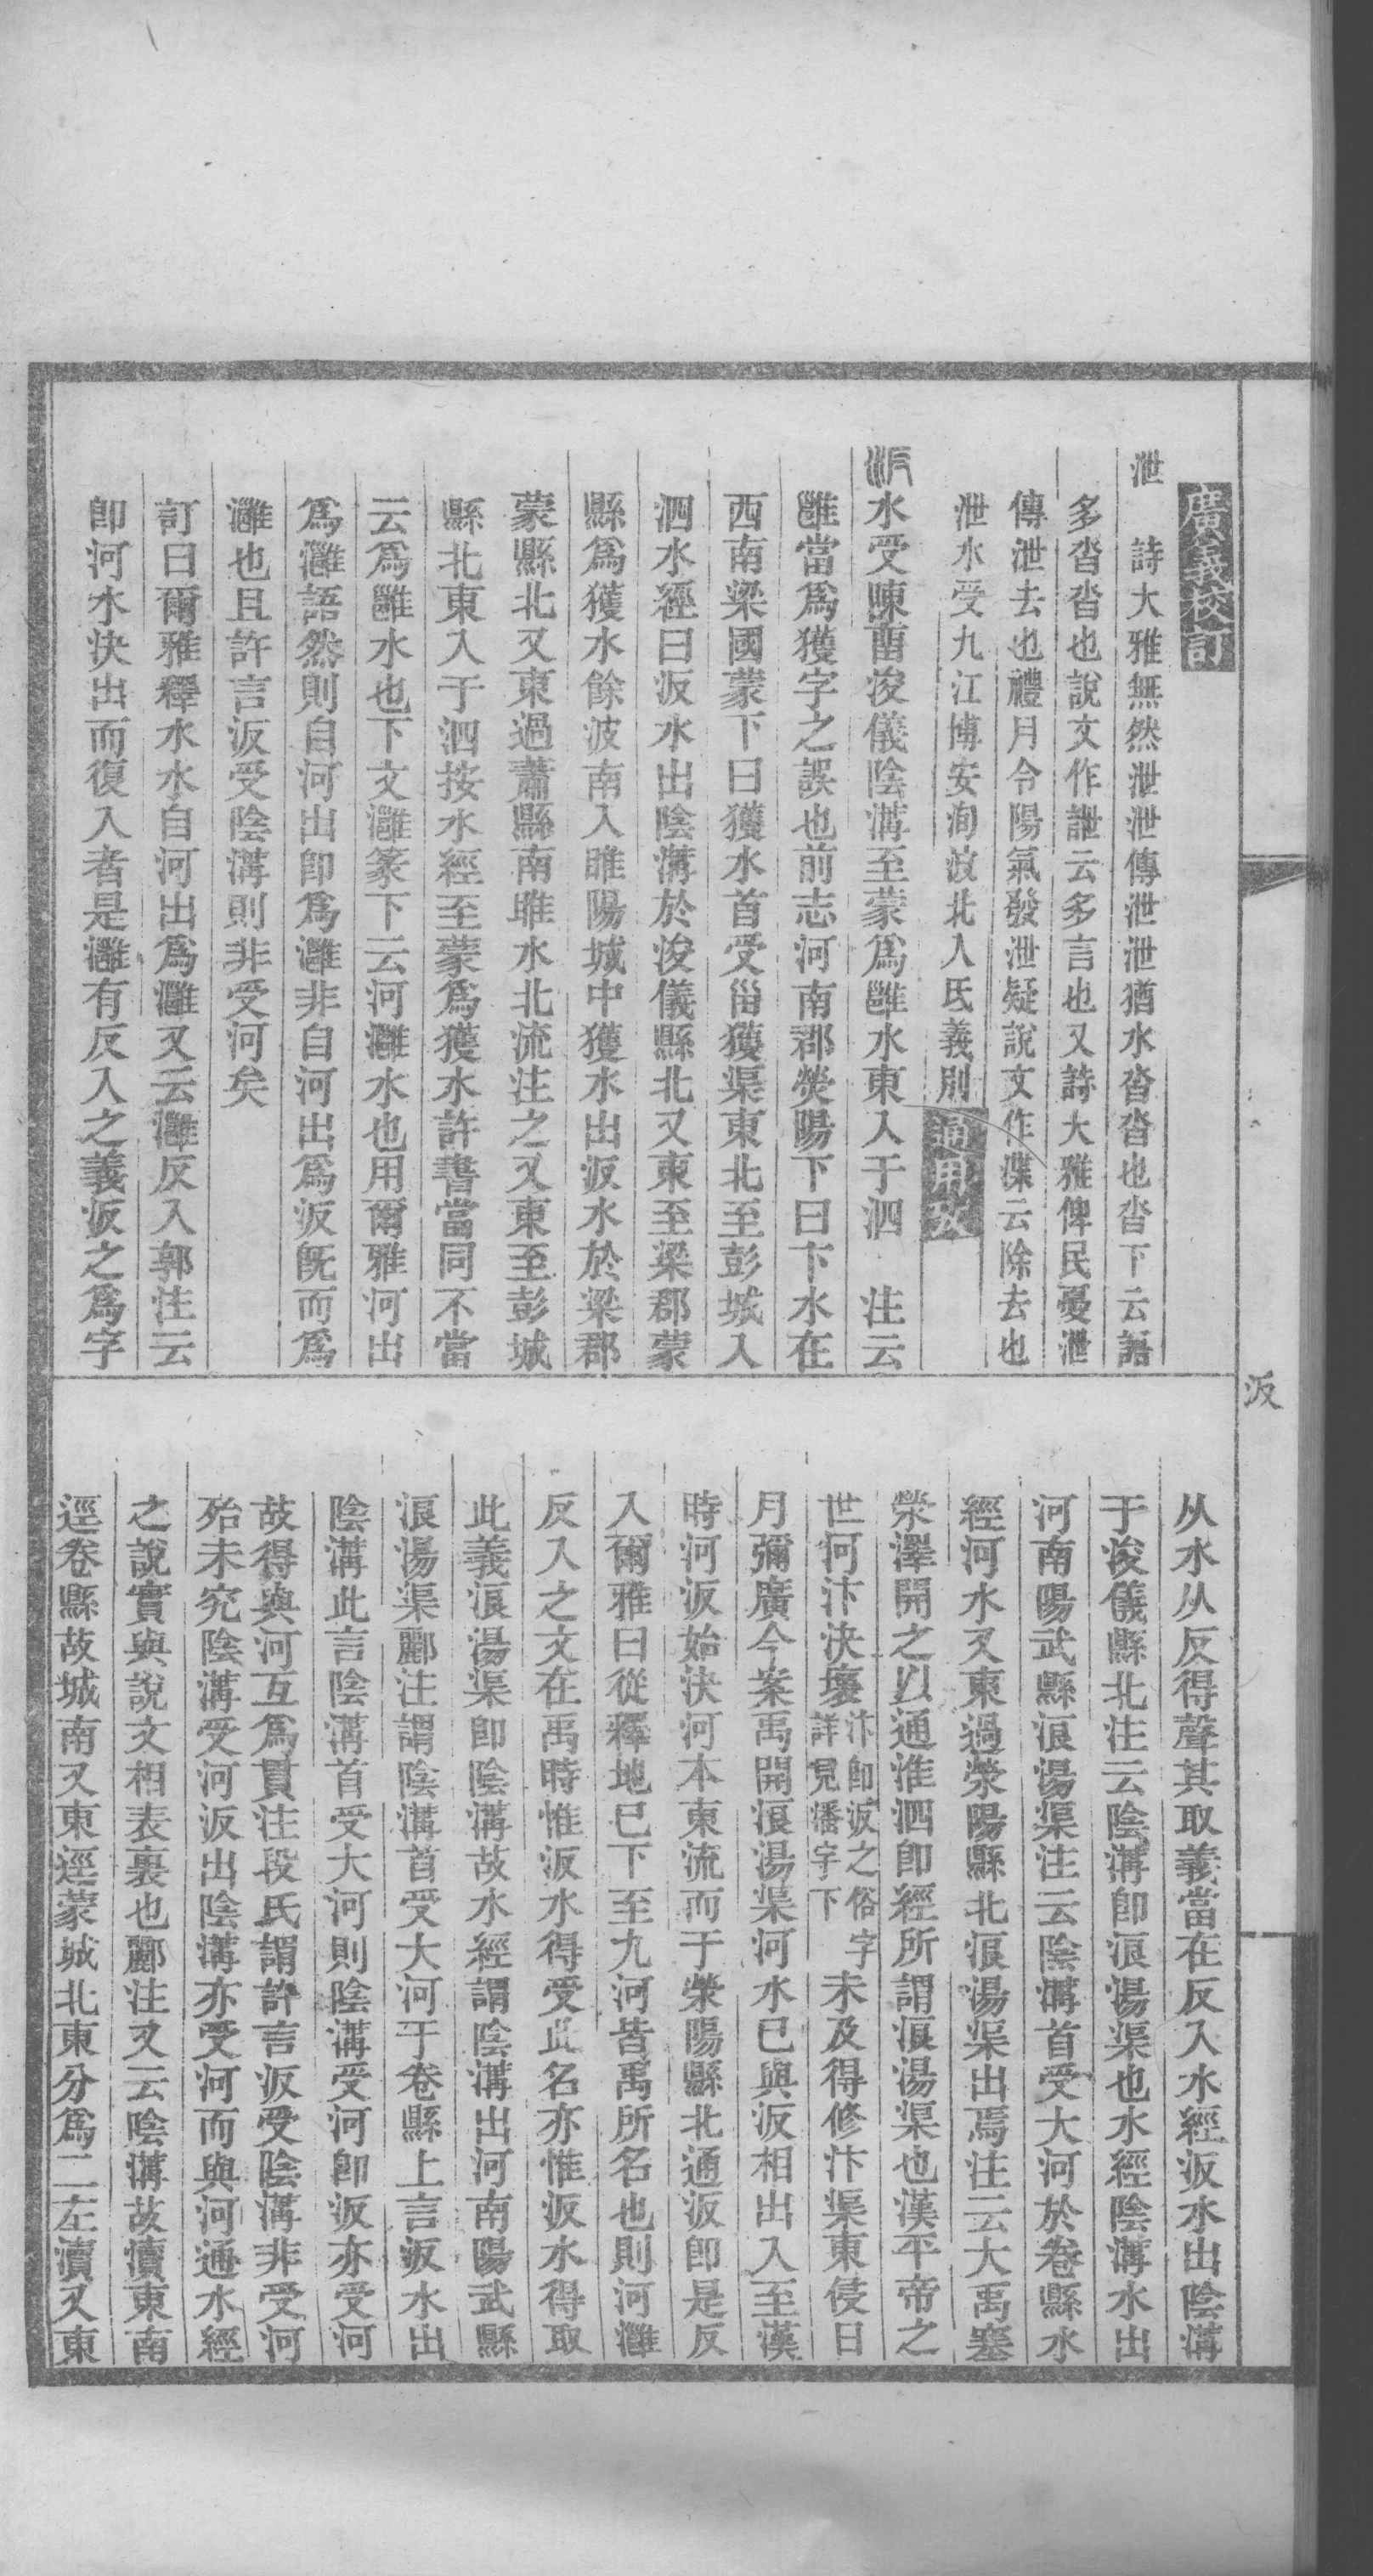 廣義校訂
泄　詩大雅無然泄泄傳泄泄猶水沓沓也沓下云語
多沓沓也說文作詍云多言也又詩大雅俾民憂泄
傳泄去也禮月令陽氣發泄疑說文作渫云除去也
泄水受九江博安洵波北入氐義別通用攷
汳水受陳畱浚儀陰溝至蒙爲雝水東入于泗　注云
雝當爲獲字之誤也前志河南郡熒陽下曰卞水在
西南梁國蒙下曰獲水首受甾獲渠東北至彭城入
泗水經曰汳水出陰溝於浚儀縣北又東至梁郡蒙
縣爲獲水餘波南入睢陽城中獲水出汳水於梁郡
蒙縣北又東過蕭縣南睢水北流注之又東至彭城
縣北東入于泗按水經至蒙爲獲水許書當同不當
云爲雝水也下文灉篆下云河灉水也用爾雅河出
爲灉語然則自河出卽爲灉非自河出爲汳旣而爲
灉也且許言汳受陰溝則非受河矣
訂曰爾雅釋水水自河出爲灉又云灉反入郭注云
卽河水決出而復入者是灉有反入之義汳之爲字
汳
从水从反得聲其取義當在反入水經汳水出陰溝
于浚儀縣北注云陰溝卽浪湯渠也水經陰溝水出
河南陽武縣浪湯渠注云陰溝首受大河於卷縣水
經河水又東過滎陽縣北浪湯渠出焉注云大禹塞
滎澤開之以通淮泗卽經所謂浪湯渠也漢平帝之
世河汴決壞汴卽汳之俗字詳見潘字下未及得修汴渠東侵日
月彌廣今案禹開浪湯渠河水已與汳相出入至漢
時河汳始決河本東流而于滎陽縣北通汳卽是反
入爾雅曰從釋地已下至九河皆禹所名也則河灉
反入之文在禹時惟汳水得受此名亦惟汳水得取
此義浪湯渠卽陰溝故水經謂陰溝出河南陽武縣
浪湯渠酈注謂陰溝首受大河于卷縣上言汳水出
陰溝此言陰溝首受大河則陰溝受河卽汳亦受河
故得與河互爲貫注段氏謂許言汳受陰溝非受河
殆未究陰溝受河汳出陰溝亦受河而與河通水經
之說實與說文相表裏也酈注又云陰溝故瀆東南
逕卷縣故城南又東逕蒙城北東分爲二左瀆又東